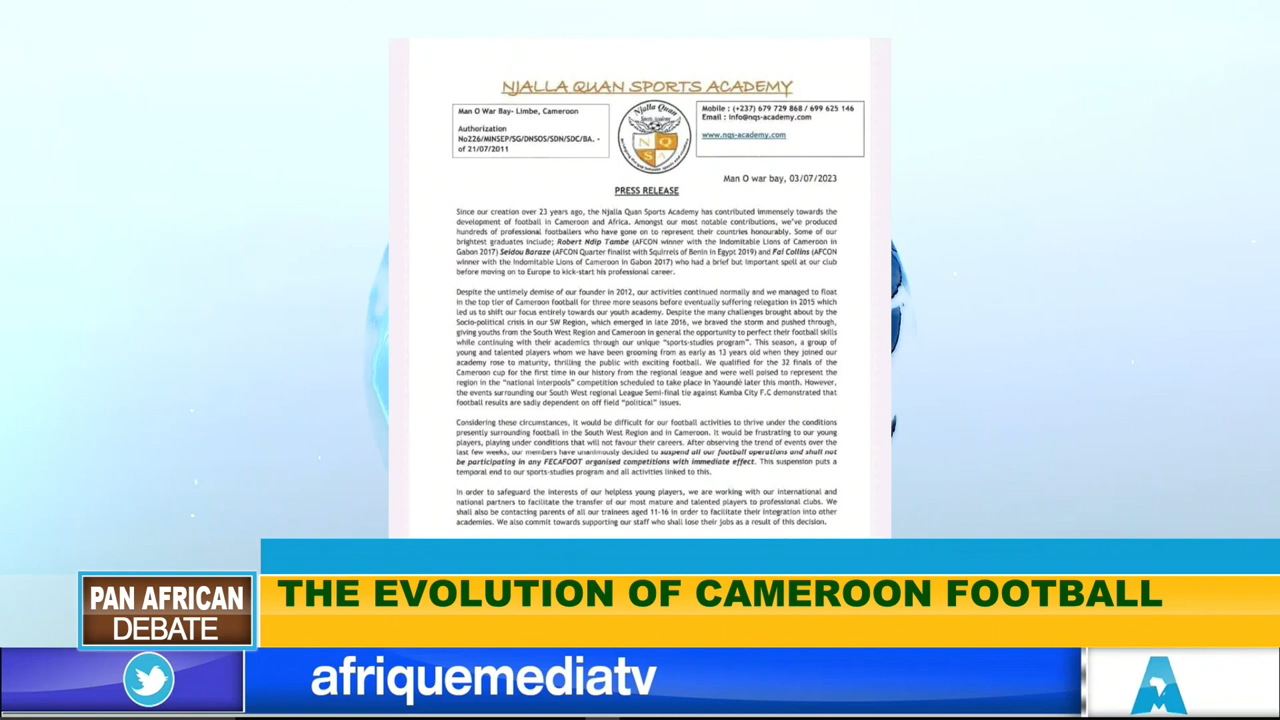 NJALLA QUAN SPORTS ACADEMY
Man O War Bay- Limbe, Cameroon
Authorization
No226/MINSEP/SG/DNSOS/SDN/SDC/BA. -
of 21/07/2011
Njalla Quan
Sports Academy
N Q
S A
Mobile : (+237) 679 729 868 / 699 625 146
Email : info@nqs-academy.com
www.nqs-academy.com
Man O war bay, 03/07/2023
PRESS RELEASE
Since our creation over 23 years ago, the Njalla Quan Sports Academy has contributed immensely towards the
development of football in Cameroon and Africa. Amongst our most notable contributions, we've produced
hundreds of professional footballers who have gone on to represent their countries honourably. Some of our
brightest graduates include; Robert Ndip Tambe (AFCON winner with the Indomitable Lions of Cameroon in
Gabon 2017) Seidou Baraze (AFCON Quarter finalist with Squirrels of Benin in Egypt 2019) and Fai Collins (AFCON
winner with the Indomitable Lions of Cameroon in Gabon 2017) who had a brief but important spell at our club
before moving on to Europe to kick-start his professional career.
Despite the untimely demise of our founder in 2012, our activities continued normally and we managed to float
in the top tier of Cameroon football for three more seasons before eventually suffering relegation in 2015 which
led us to shift our focus entirely towards our youth academy. Despite the many challenges brought about by the
Socio-political crisis in our SW Region, which emerged in late 2016, we braved the storm and pushed through,
giving youths from the South West Region and Cameroon in general the opportunity to perfect their football skills
while continuing with their academics through our unique "sports-studies program". This season, a group of
young and talented players whom we have been grooming from as early as 13 years old when they joined our
academy rose to maturity, thrilling the public with exciting football. We qualified for the 32 finals of the
Cameroon cup for the first time in our history from the regional league and were well poised to represent the
region in the "national interpools" competition scheduled to take place in Yaoundé later this month. However,
the events surrounding our South West regional League Semi-final tie against Kumba City F.C demonstrated that
football results are sadly dependent on off field "political" issues.
Considering these circumstances, it would be difficult for our football activities to thrive under the conditions
presently surrounding football in the South West Region and in Cameroon. It would be frustrating to our young
players, playing under conditions that will not favour their careers. After observing the trend of events over the
last few weeks, our members have unanimously decided to suspend all our football operations and shall not
be participating in any FECAFOOT organised competitions with immediate effect. This suspension puts a
temporal end to our sports-studies program and all activities linked to this.
In order to safeguard the interests of our helpless young players, we are working with our international and
national partners to facilitate the transfer of our most mature and talented players to professional clubs. We
shall also be contacting parents of all our trainees aged 11-16 in order to facilitate their integration into other
academies. We also commit towards supporting our staff who shall lose their jobs as a result of this decision.
PAN AFRICAN
DEBATE
THE EVOLUTION OF CAMEROON FOOTBALL
afriquemediatv